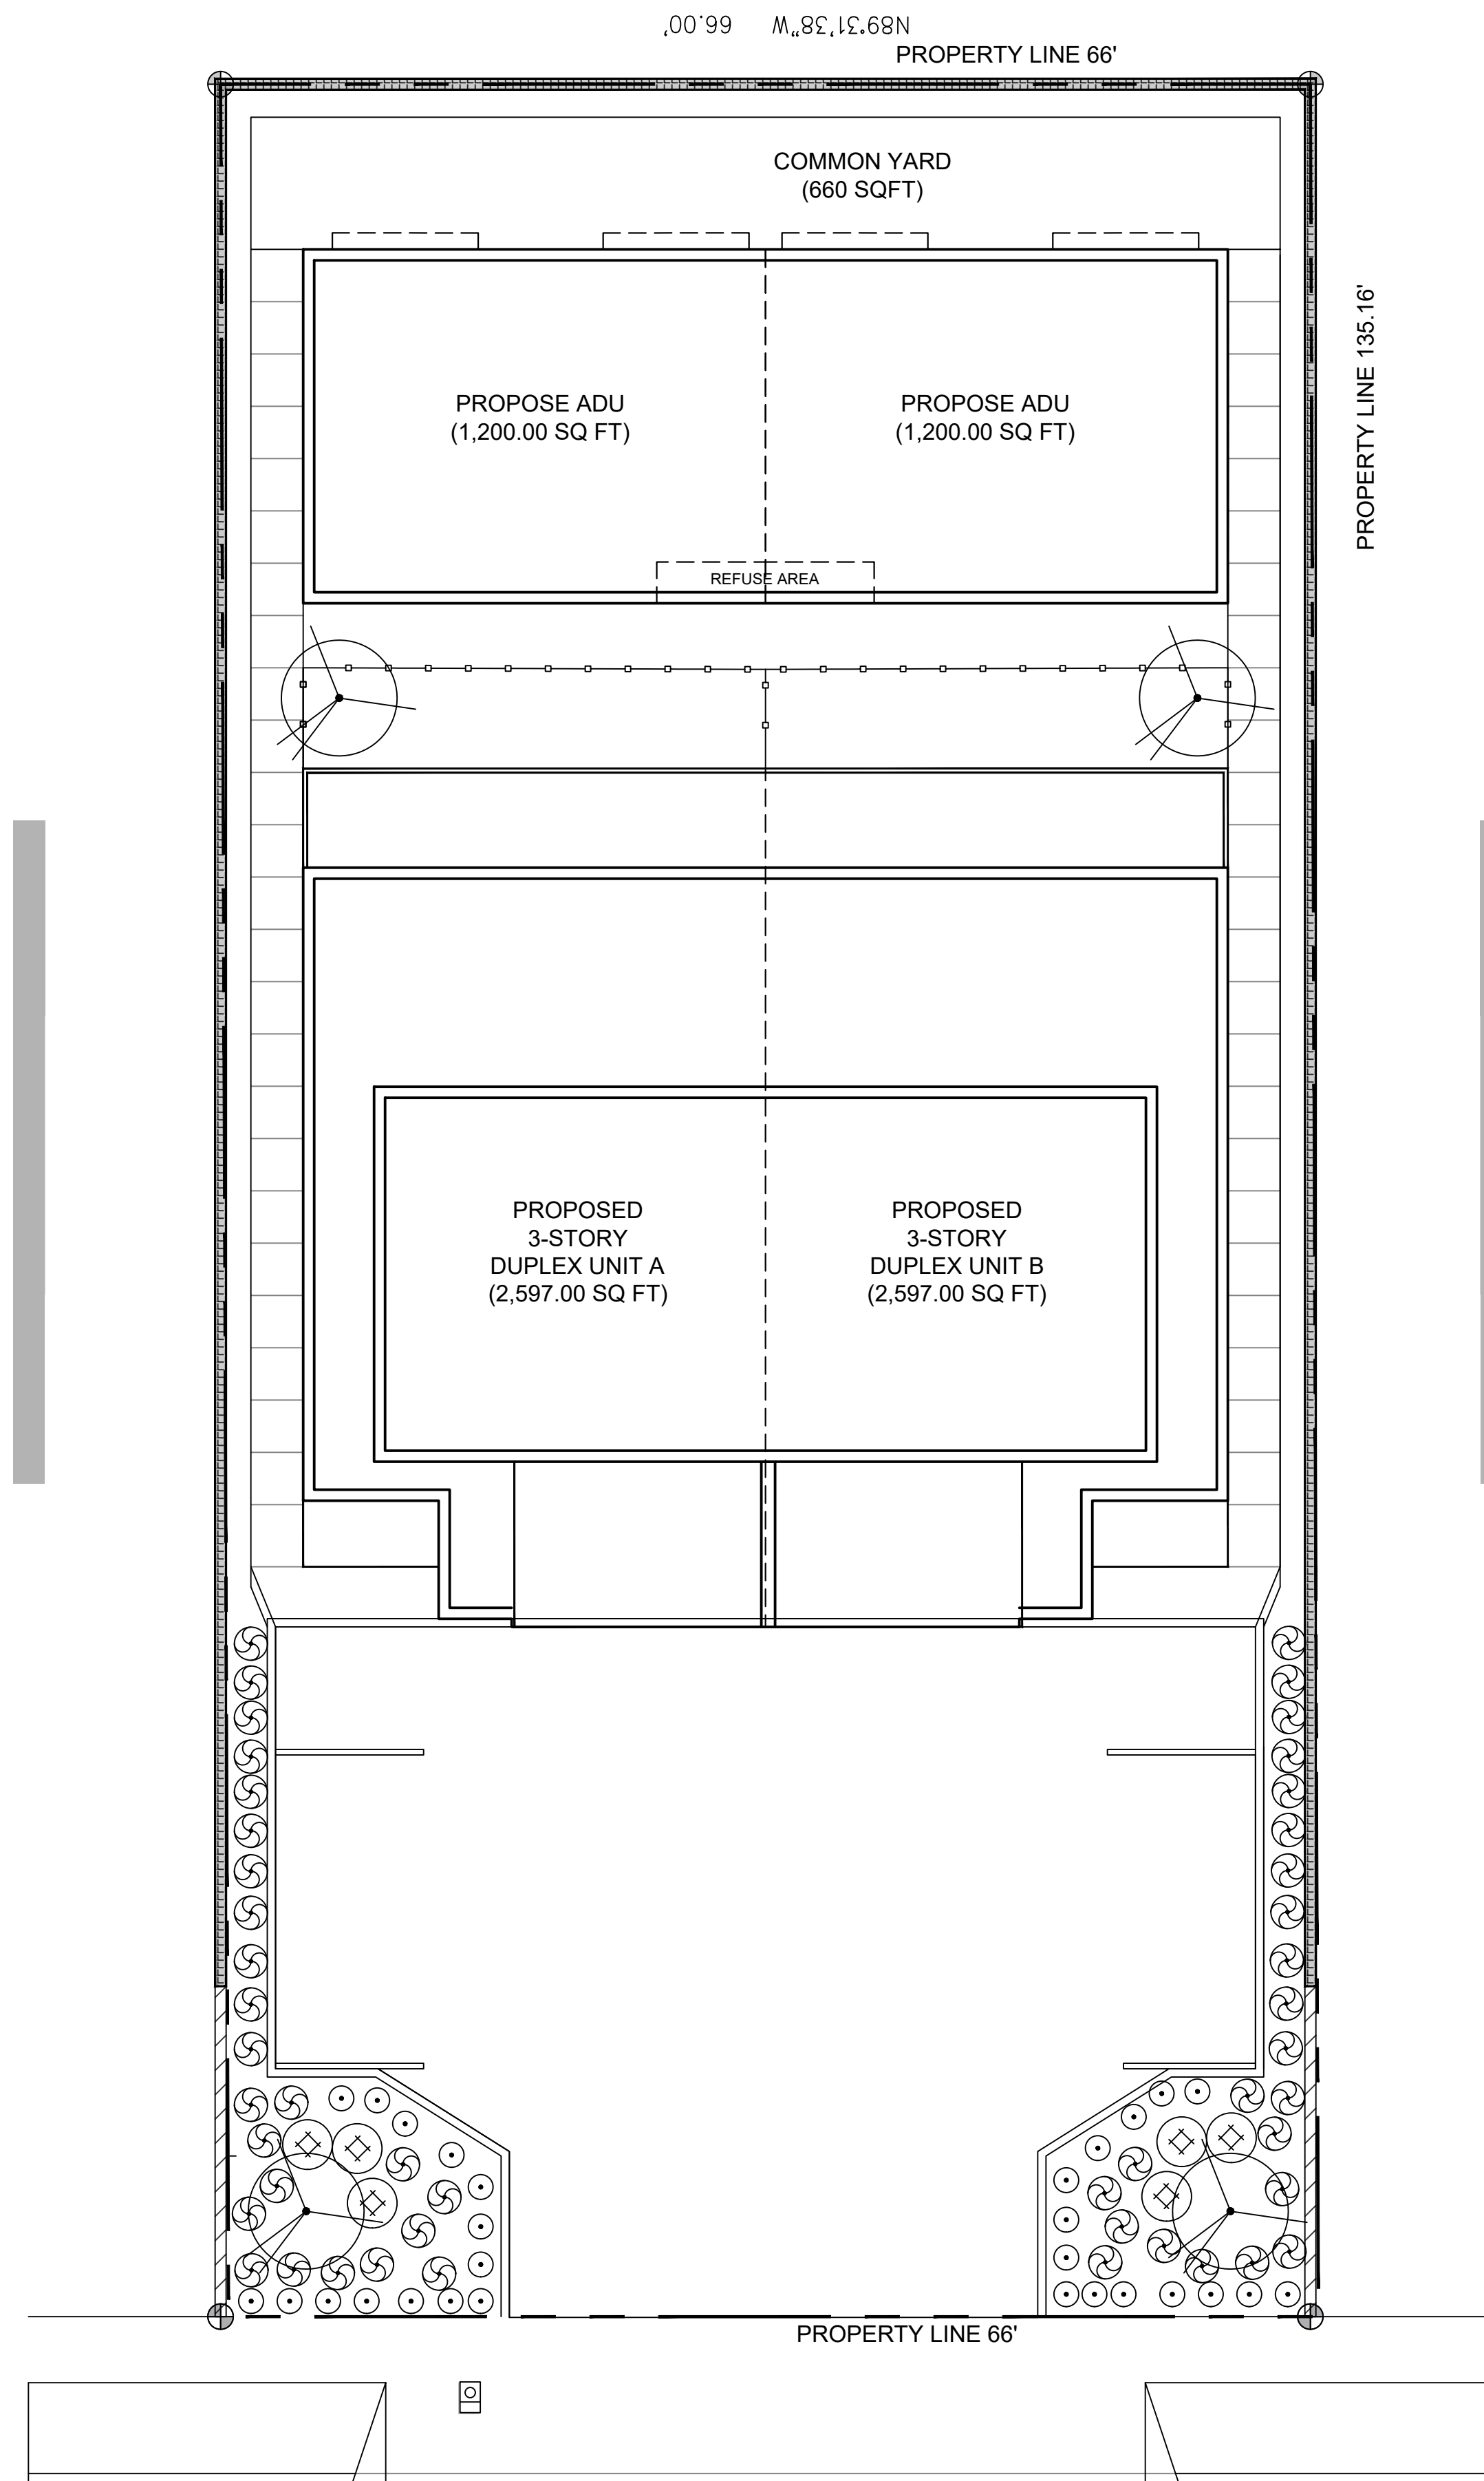 N89°31'38"W 66.00'
PROPERTY LINE 66'
COMMON YARD
(660 SQFT)
PROPERTY LINE 135.16'
PROPOSE ADU
(1,200.00 SQ FT)
PROPOSE ADU
(1,200.00 SQ FT)
REFUSE AREA
PROPOSED
3-STORY
DUPLEX UNIT A
(2,597.00 SQ FT)
PROPOSED
3-STORY
DUPLEX UNIT B
(2,597.00 SQ FT)
PROPERTY LINE 66'